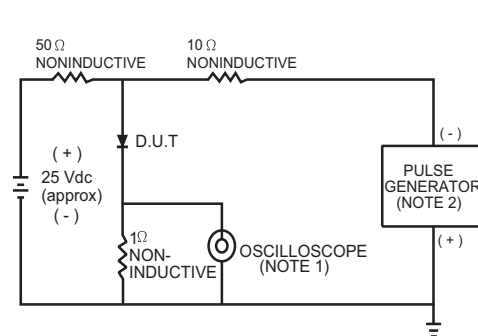 50 Ω
NONINDUCTIVE
10 Ω
NONINDUCTIVE
D.U.T
( + )
25 Vdc
(approx)
( - )
( - )
PULSE
GENERATOR
(NOTE 2)
( + )
1Ω
NON-
INDUCTIVE
OSCILLOSCOPE
(NOTE 1)